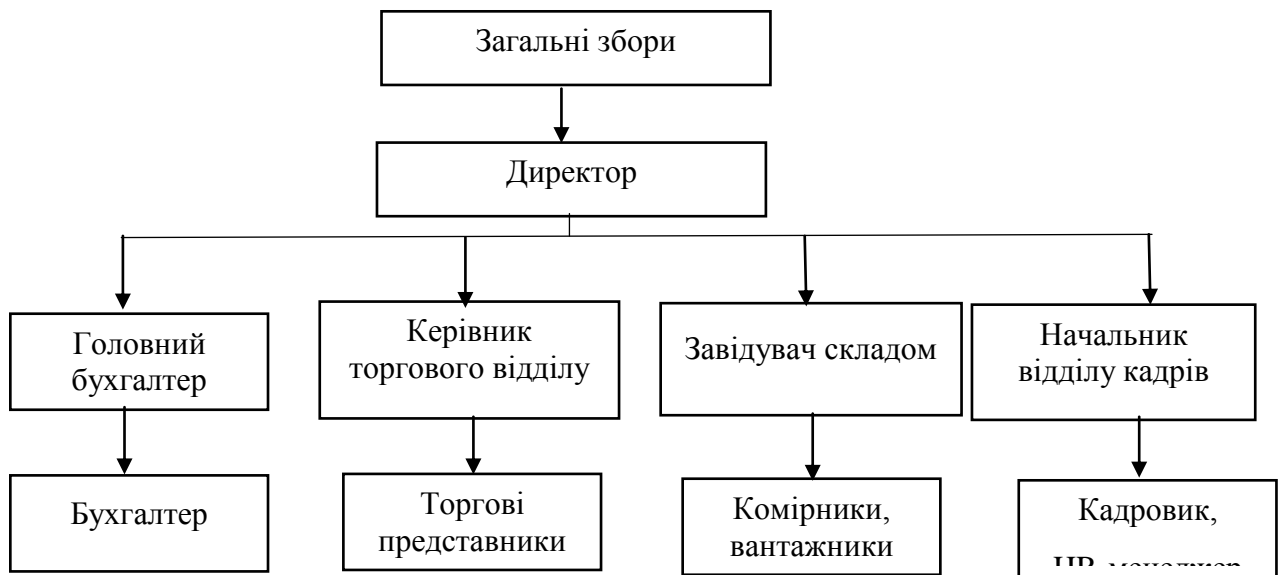 Загальні збори
Директор
Головний
бухгалтер
Керівник
торгового відділу
Завідувач складом
Начальник
відділу кадрів
Бухгалтер
Торгові
представники
Комірники,
вантажники
Кадровик,